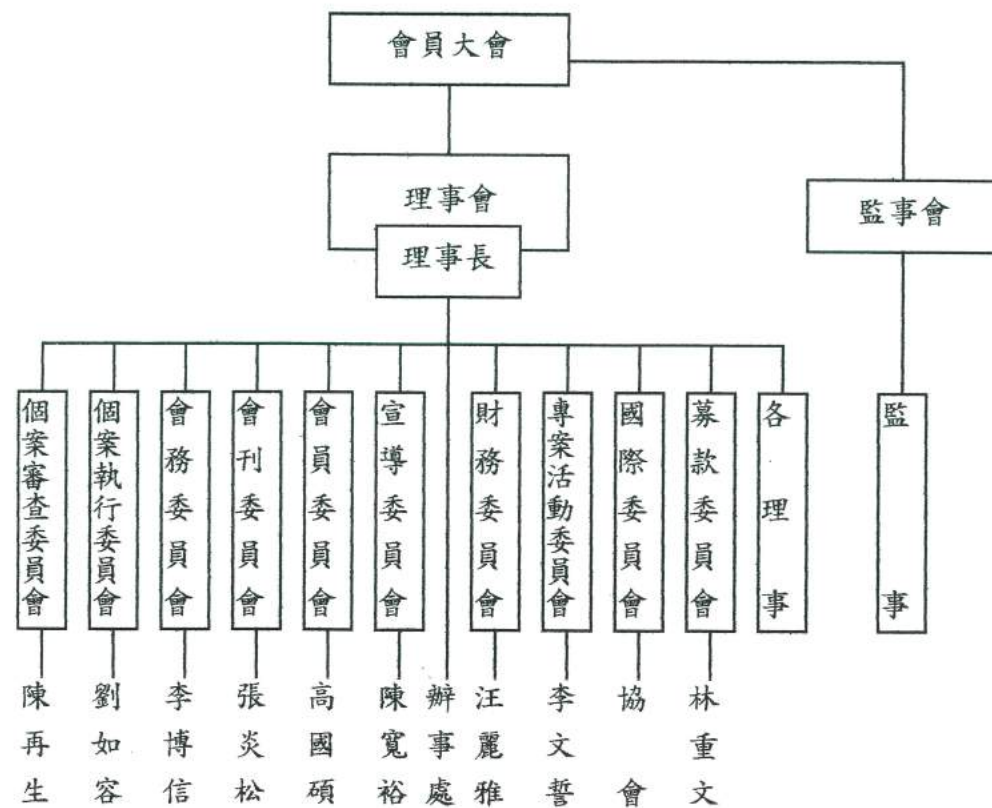 會員大會
理事會
監事會
理事長
個案審查委員會
個案執行委員會
會務委員會
會刊委員會
會員委員會
宣導委員會
財務委員會
專案活動委員會
國際委員會
募款委員會
各理事
監事
陳再生
劉如容
李博信
張炎松
高國碩
陳寬裕
辦事處
汪麗雅
李文誓
協會
林重文